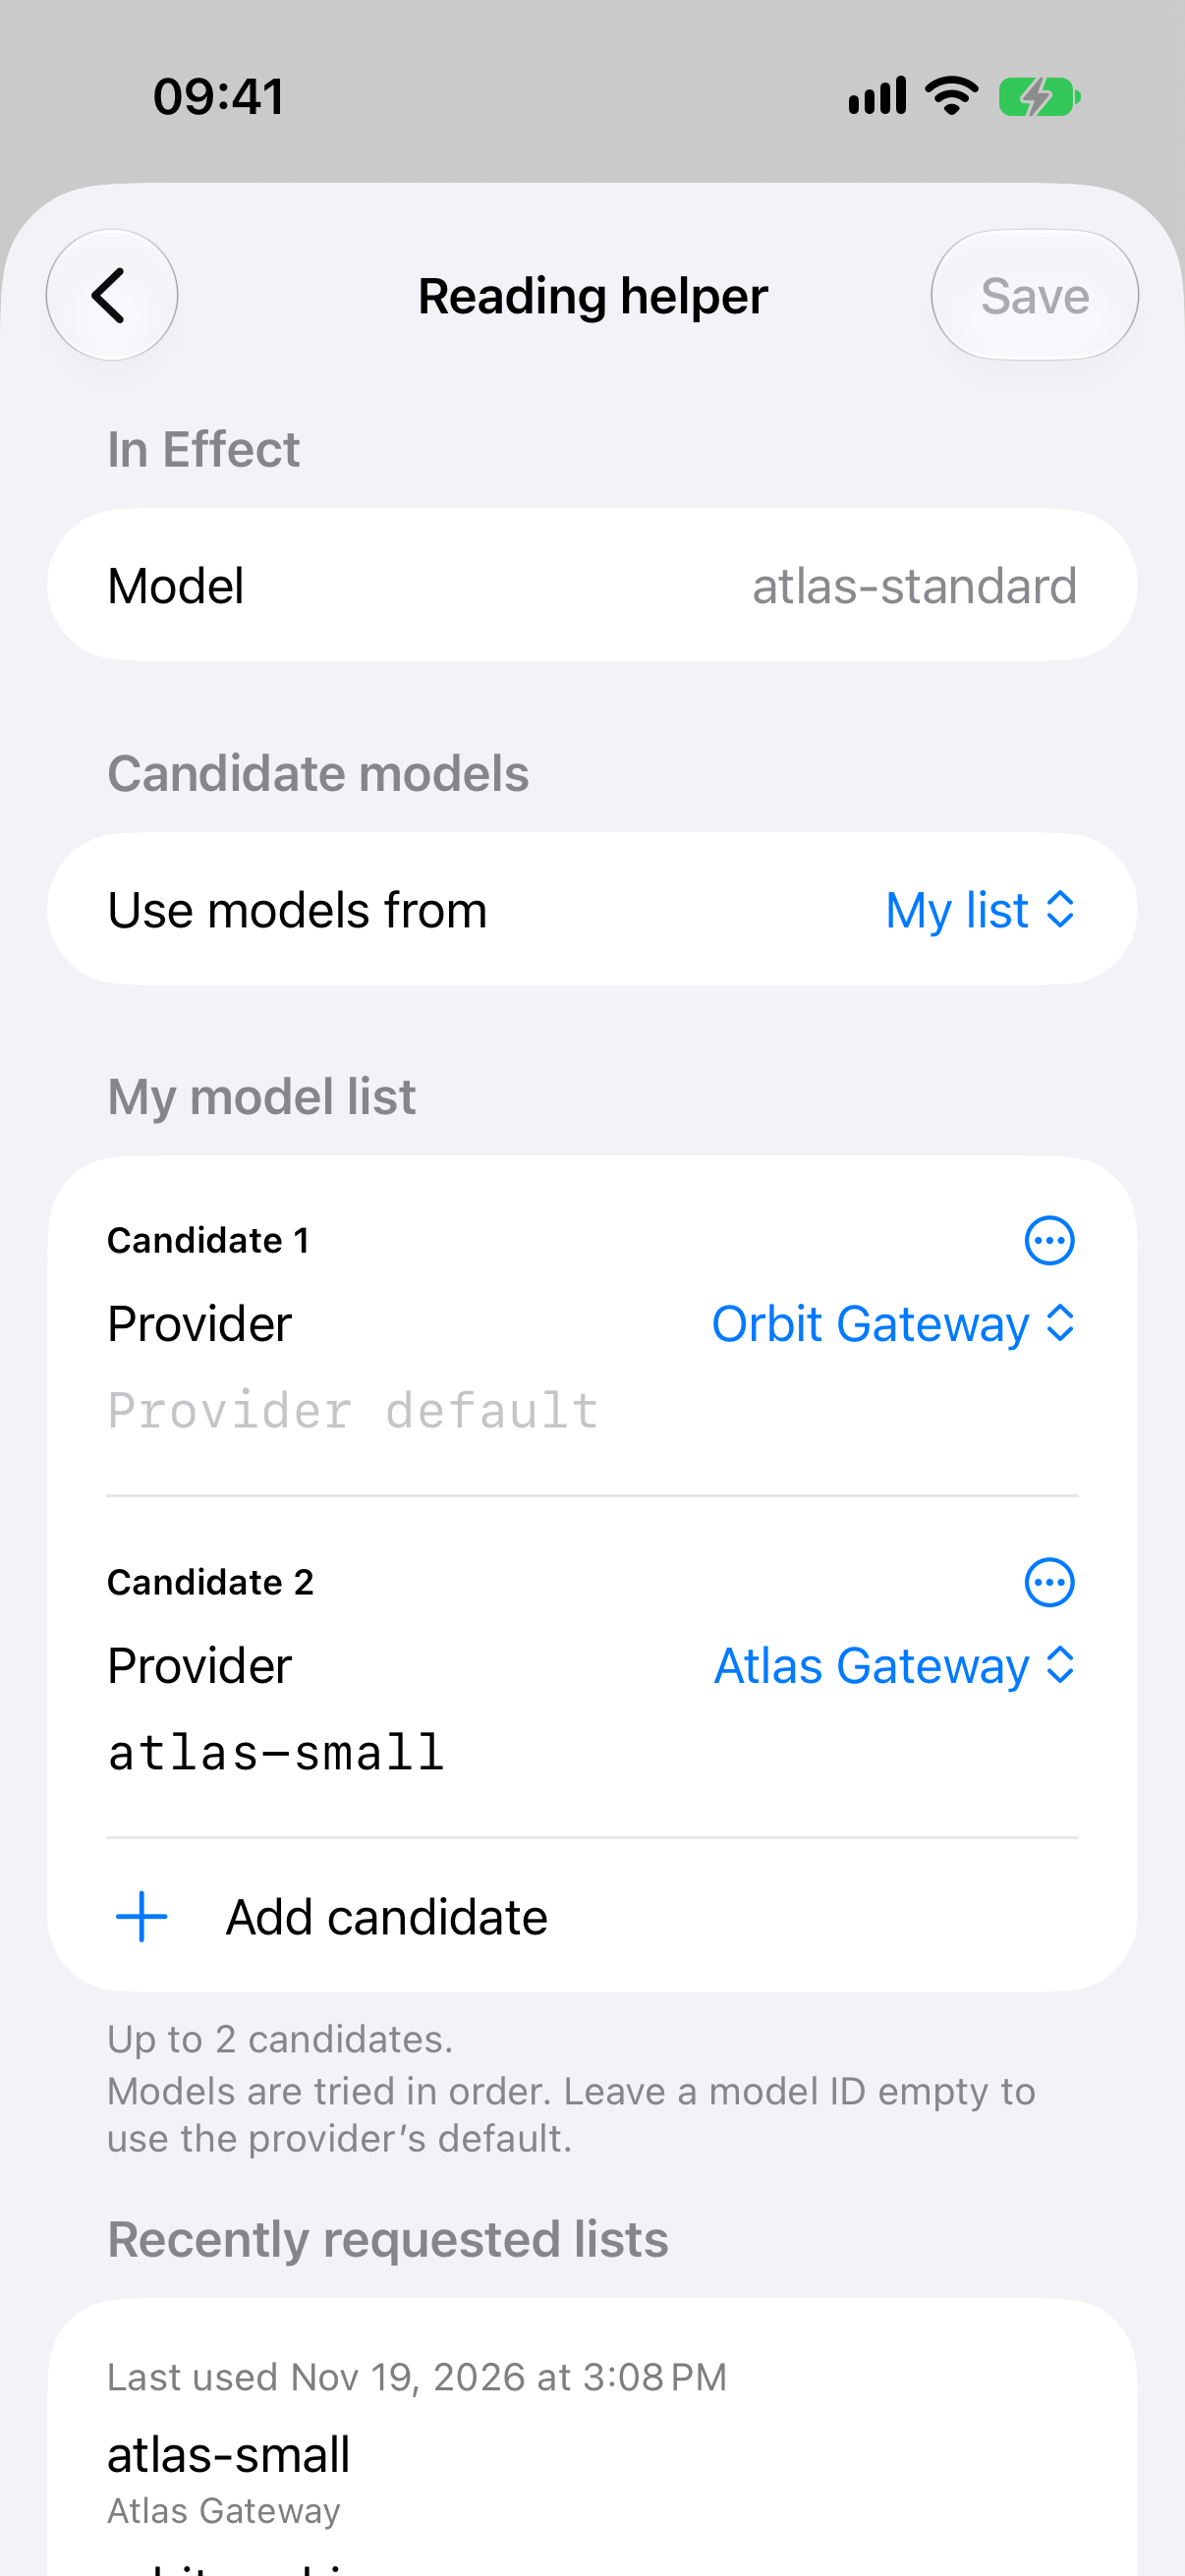 09:41
Reading helper
Save
In Effect
Model atlas-standard
Candidate models
Use models from My list
My model list
Candidate 1
Provider Orbit Gateway
Provider default
Candidate 2
Provider Atlas Gateway
atlas-small
Add candidate
Up to 2 candidates.
Models are tried in order. Leave a model ID empty to
use the provider’s default.
Recently requested lists
Last used Nov 19, 2026 at 3:08 PM
atlas-small
Atlas Gateway